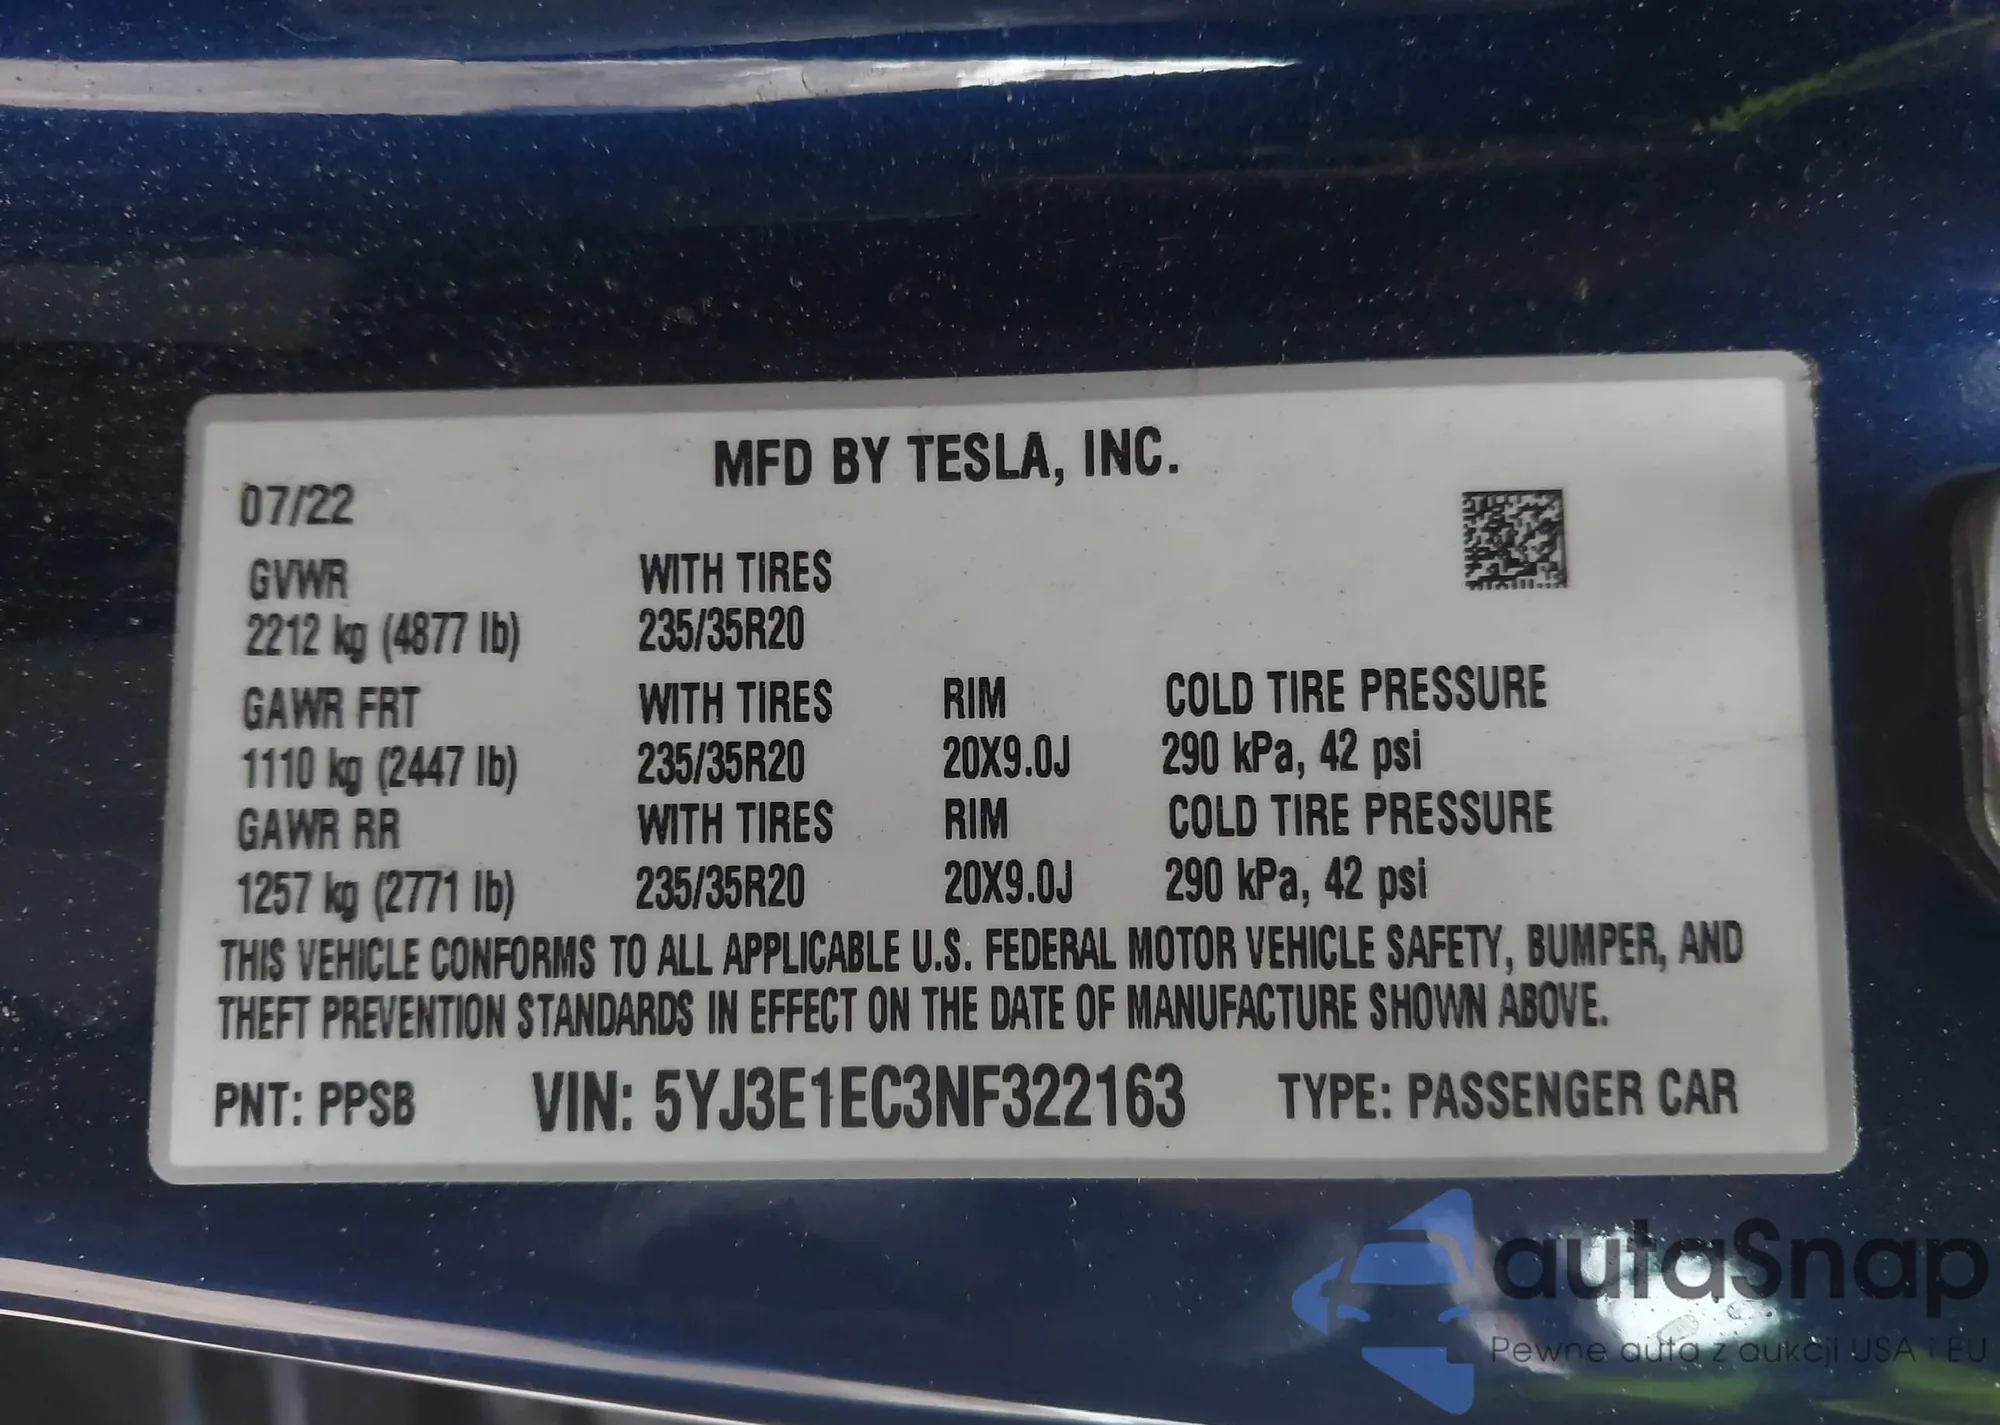 MFD BY TESLA, INC.
07/22
GVWR WITH TIRES
2212 kg (4877 lb) 235/35R20
GAWR FRT WITH TIRES RIM COLD TIRE PRESSURE
1110 kg (2447 lb) 235/35R20 20X9.0J 290 kPa, 42 psi
GAWR RR WITH TIRES RIM COLD TIRE PRESSURE
1257 kg (2771 lb) 235/35R20 20X9.0J 290 kPa, 42 psi
THIS VEHICLE CONFORMS TO ALL APPLICABLE U.S. FEDERAL MOTOR VEHICLE SAFETY, BUMPER, AND
THEFT PREVENTION STANDARDS IN EFFECT ON THE DATE OF MANUFACTURE SHOWN ABOVE.
PNT: PPSB VIN: 5YJ3E1EC3NF322163 TYPE: PASSENGER CAR
autaSnap
Pewne auta z aukcji USA i EU